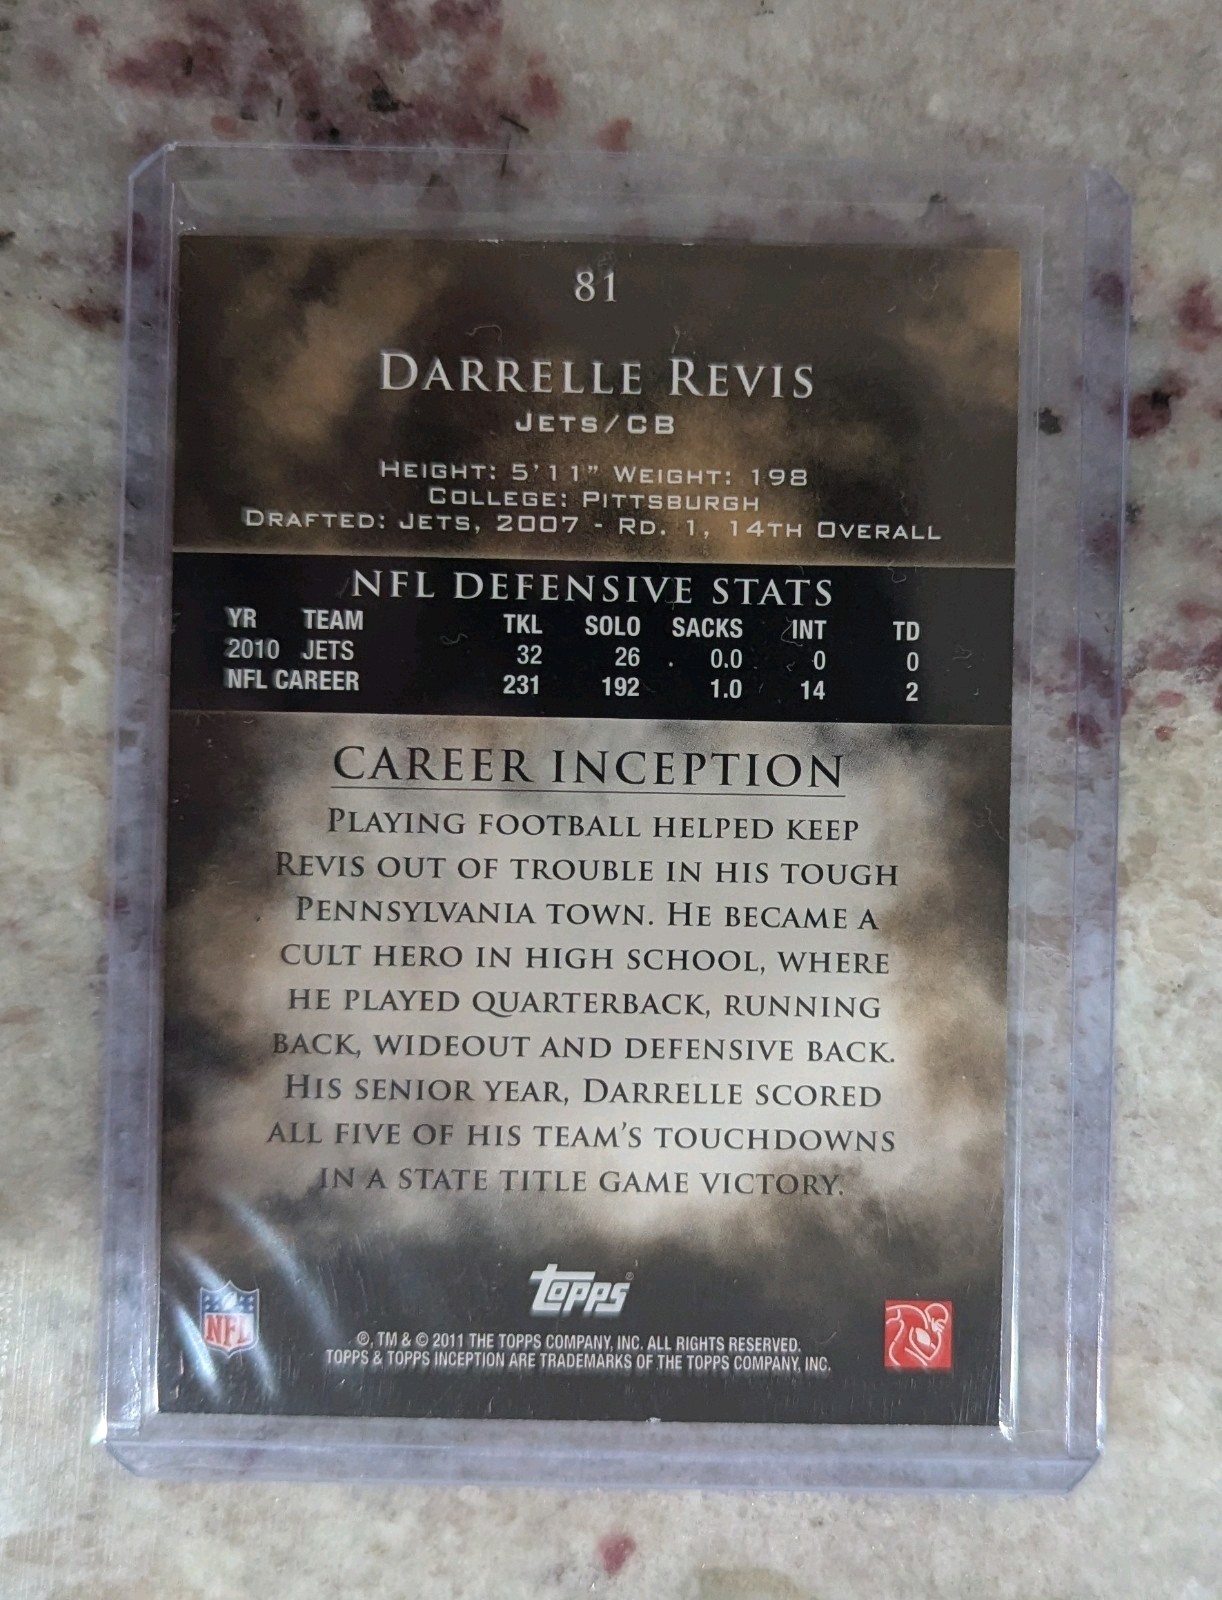 81
DARRELLE REVIS
JETS/CB
HEIGHT: 5'11" WEIGHT: 198
COLLEGE: PITTSBURGH
DRAFTED: JETS, 2007 - RD. 1, 14TH OVERALL
NFL DEFENSIVE STATS
YR TEAM TKL SOLO SACKS INT TD
2010 JETS 32 26 0.0 0 0
NFL CAREER 231 192 1.0 14 2
CAREER INCEPTION
PLAYING FOOTBALL HELPED KEEP
REVIS OUT OF TROUBLE IN HIS TOUGH
PENNSYLVANIA TOWN. HE BECAME A
CULT HERO IN HIGH SCHOOL, WHERE
HE PLAYED QUARTERBACK, RUNNING
BACK, WIDEOUT AND DEFENSIVE BACK.
HIS SENIOR YEAR, DARRELLE SCORED
ALL FIVE OF HIS TEAM'S TOUCHDOWNS
IN A STATE TITLE GAME VICTORY.
topps®
NFL
®, TM & © 2011 THE TOPPS COMPANY, INC. ALL RIGHTS RESERVED.
TOPPS & TOPPS INCEPTION ARE TRADEMARKS OF THE TOPPS COMPANY, INC.